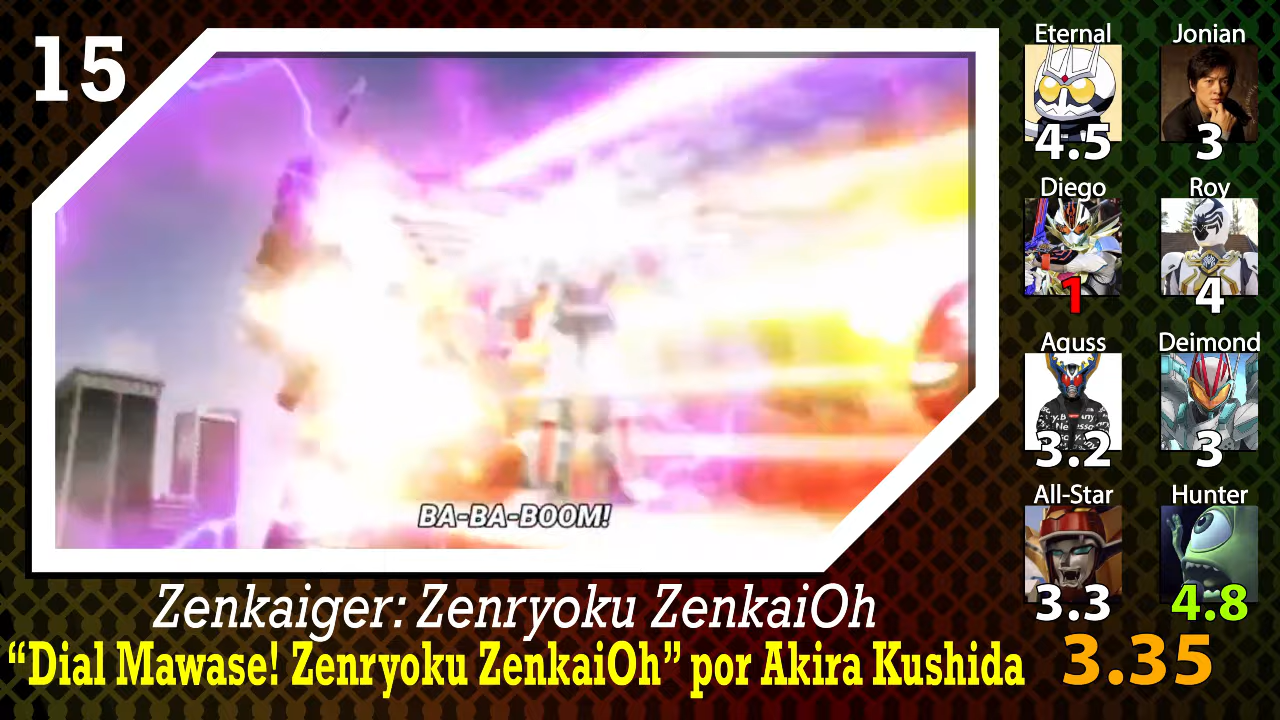 15
Eternal
4.5
Jonian
3
Diego
1
Roy
4
Aguss
3.2
Deimond
3
All-Star
3.3
Hunter
4.8
BA-BA-BOOM!
Zenkaiger: Zenryoku ZenkaiOh
“Dial Mawase! Zenryoku ZenkaiOh” por Akira Kushida
3.35